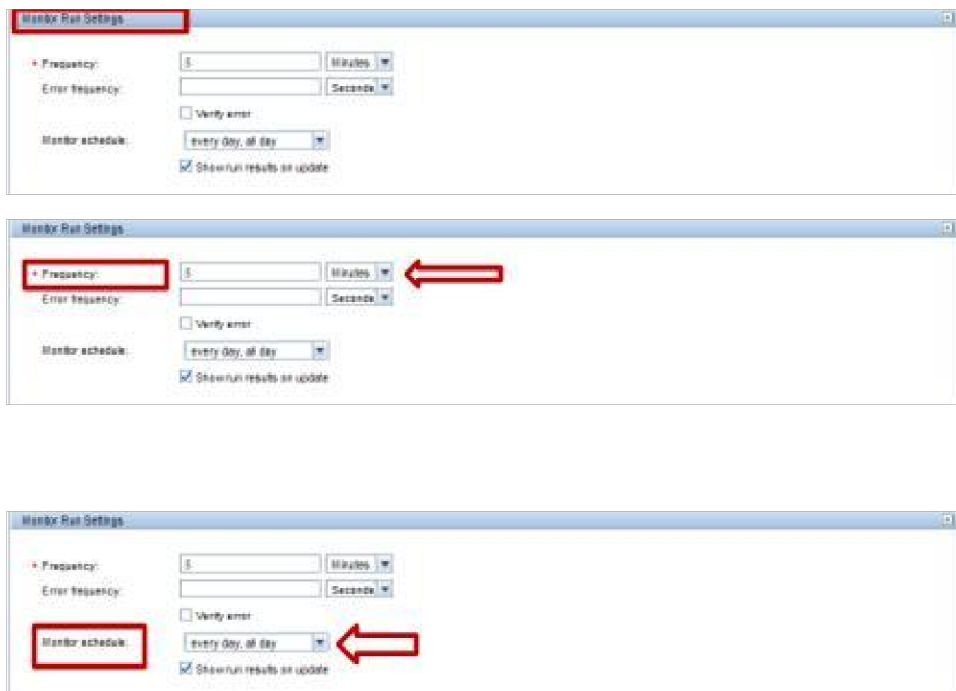 Monitor Run Settings
* Frequency: 5 Minutes
Error frequency: Seconds
Verify error
Monitor schedule: every day, all day
Show run results on update
Monitor Run Settings
* Frequency: 5 Minutes
Error frequency: Seconds
Verify error
Monitor schedule: every day, all day
Show run results on update
Monitor Run Settings
* Frequency: 5 Minutes
Error frequency: Seconds
Verify error
Monitor schedule: every day, all day
Show run results on update